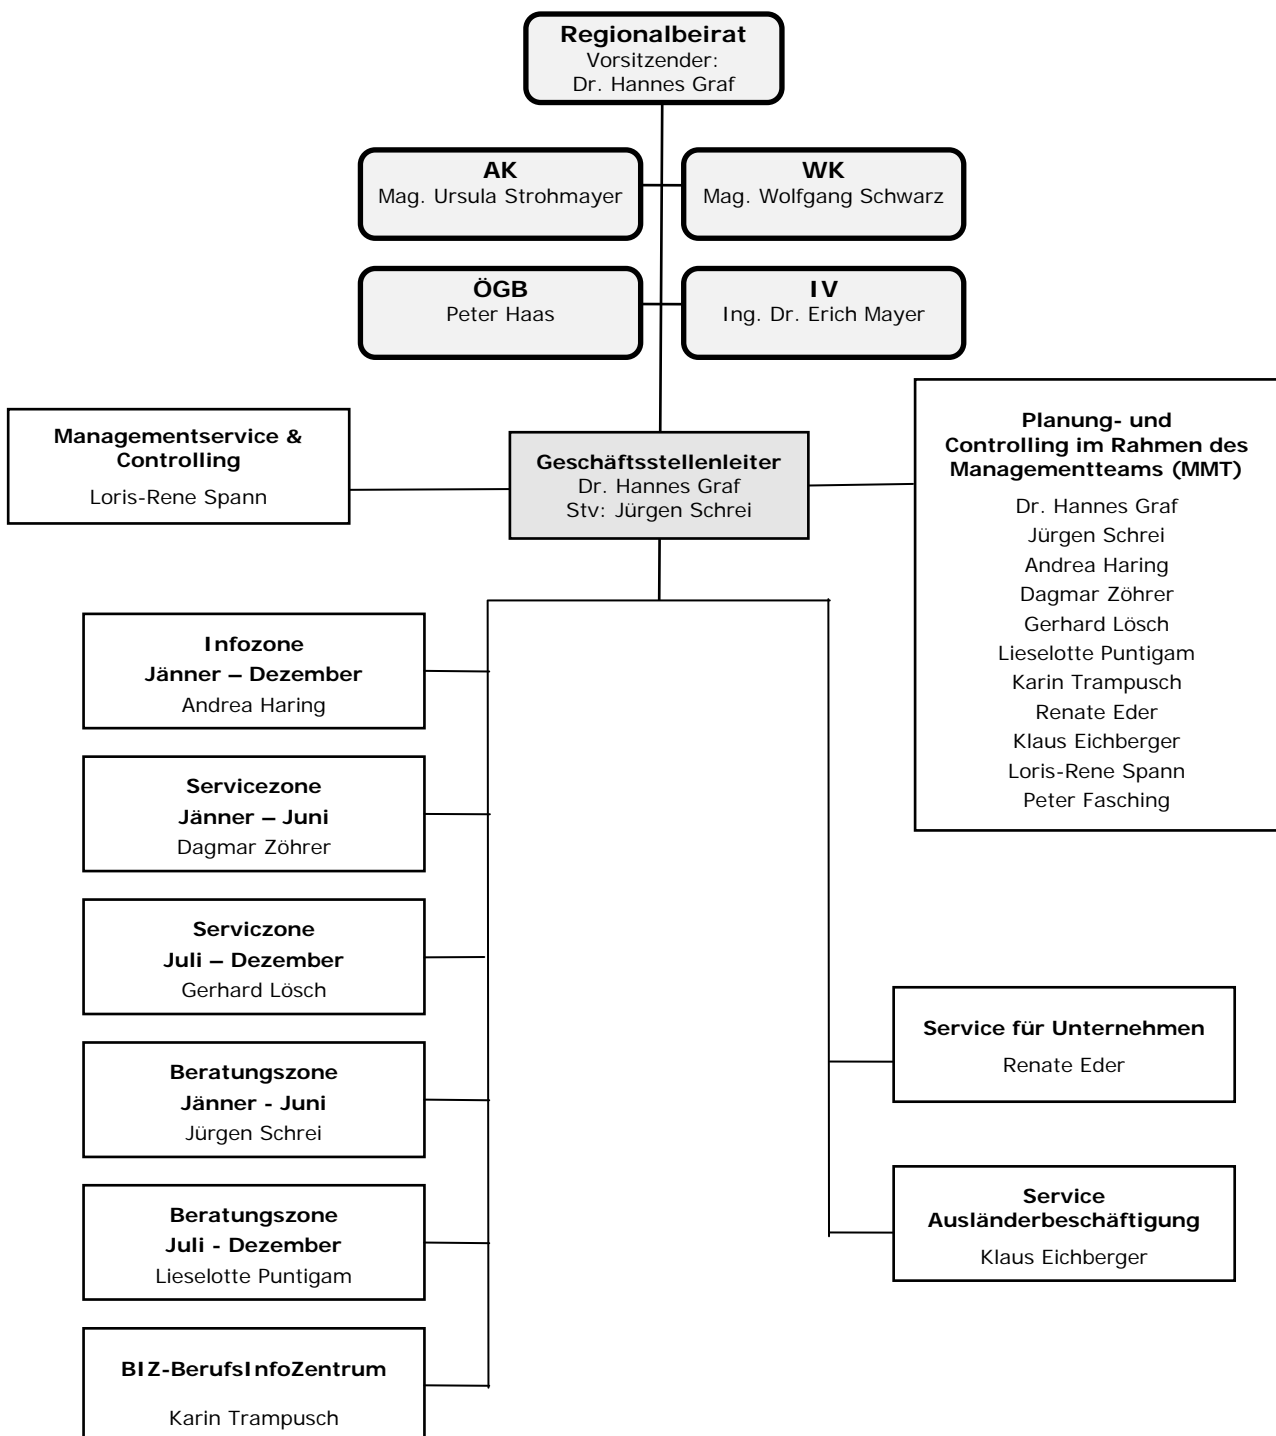 Regionalbeirat
Vorsitzender:
Dr. Hannes Graf
AK
Mag. Ursula Strohmayer
WK
Mag. Wolfgang Schwarz
ÖGB
Peter Haas
IV
Ing. Dr. Erich Mayer
Managementservice &
Controlling
Loris-Rene Spann
Geschäftsstellenleiter
Dr. Hannes Graf
Stv: Jürgen Schrei
Planung- und
Controlling im Rahmen des
Managementteams (MMT)
Dr. Hannes Graf
Jürgen Schrei
Andrea Haring
Dagmar Zöhrer
Gerhard Lösch
Lieselotte Puntigam
Karin Trampusch
Renate Eder
Klaus Eichberger
Loris-Rene Spann
Peter Fasching
Infozone
Jänner – Dezember
Andrea Haring
Servicezone
Jänner – Juni
Dagmar Zöhrer
Serviczone
Juli – Dezember
Gerhard Lösch
Beratungszone
Jänner - Juni
Jürgen Schrei
Beratungszone
Juli - Dezember
Lieselotte Puntigam
BIZ-BerufsInfoZentrum
Karin Trampusch
Service für Unternehmen
Renate Eder
Service
Ausländerbeschäftigung
Klaus Eichberger